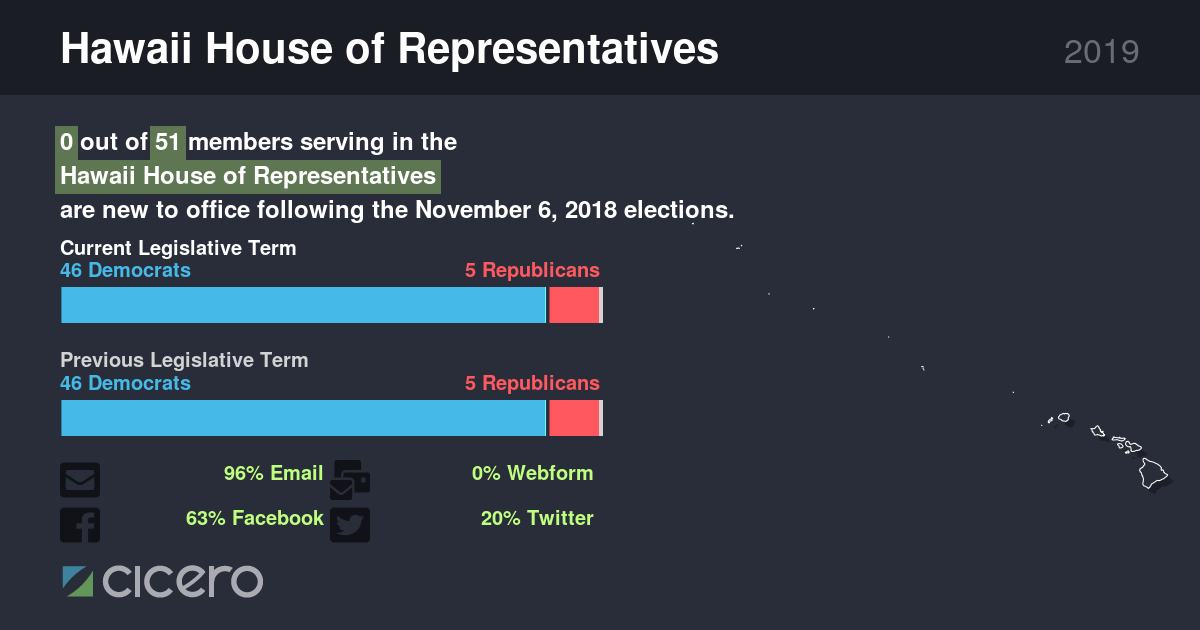 Hawaii House of Representatives
2019
0 out of 51 members serving in the
Hawaii House of Representatives
are new to office following the November 6, 2018 elections.
Current Legislative Term
46 Democrats 5 Republicans
Previous Legislative Term
46 Democrats 5 Republicans
96% Email 0% Webform
63% Facebook 20% Twitter
cicero